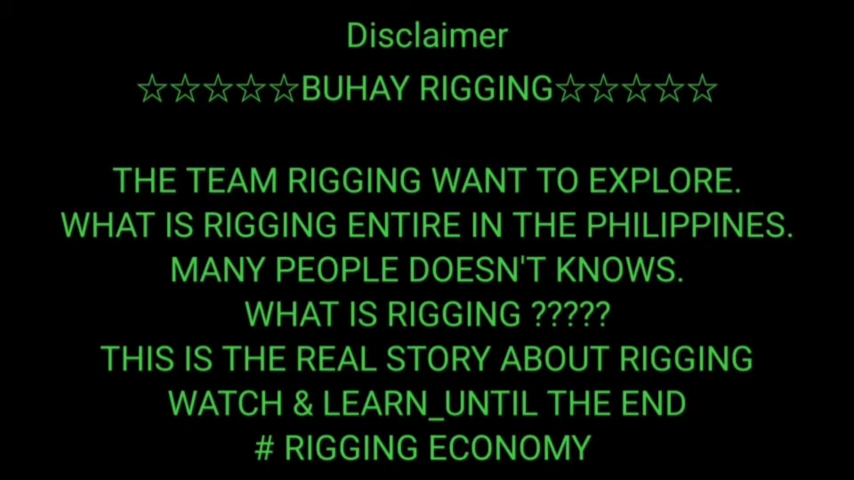 Disclaimer
☆☆☆☆☆BUHAY RIGGING☆☆☆☆☆
THE TEAM RIGGING WANT TO EXPLORE.
WHAT IS RIGGING ENTIRE IN THE PHILIPPINES.
MANY PEOPLE DOESN'T KNOWS.
WHAT IS RIGGING ?????
THIS IS THE REAL STORY ABOUT RIGGING
WATCH & LEARN_UNTIL THE END
# RIGGING ECONOMY